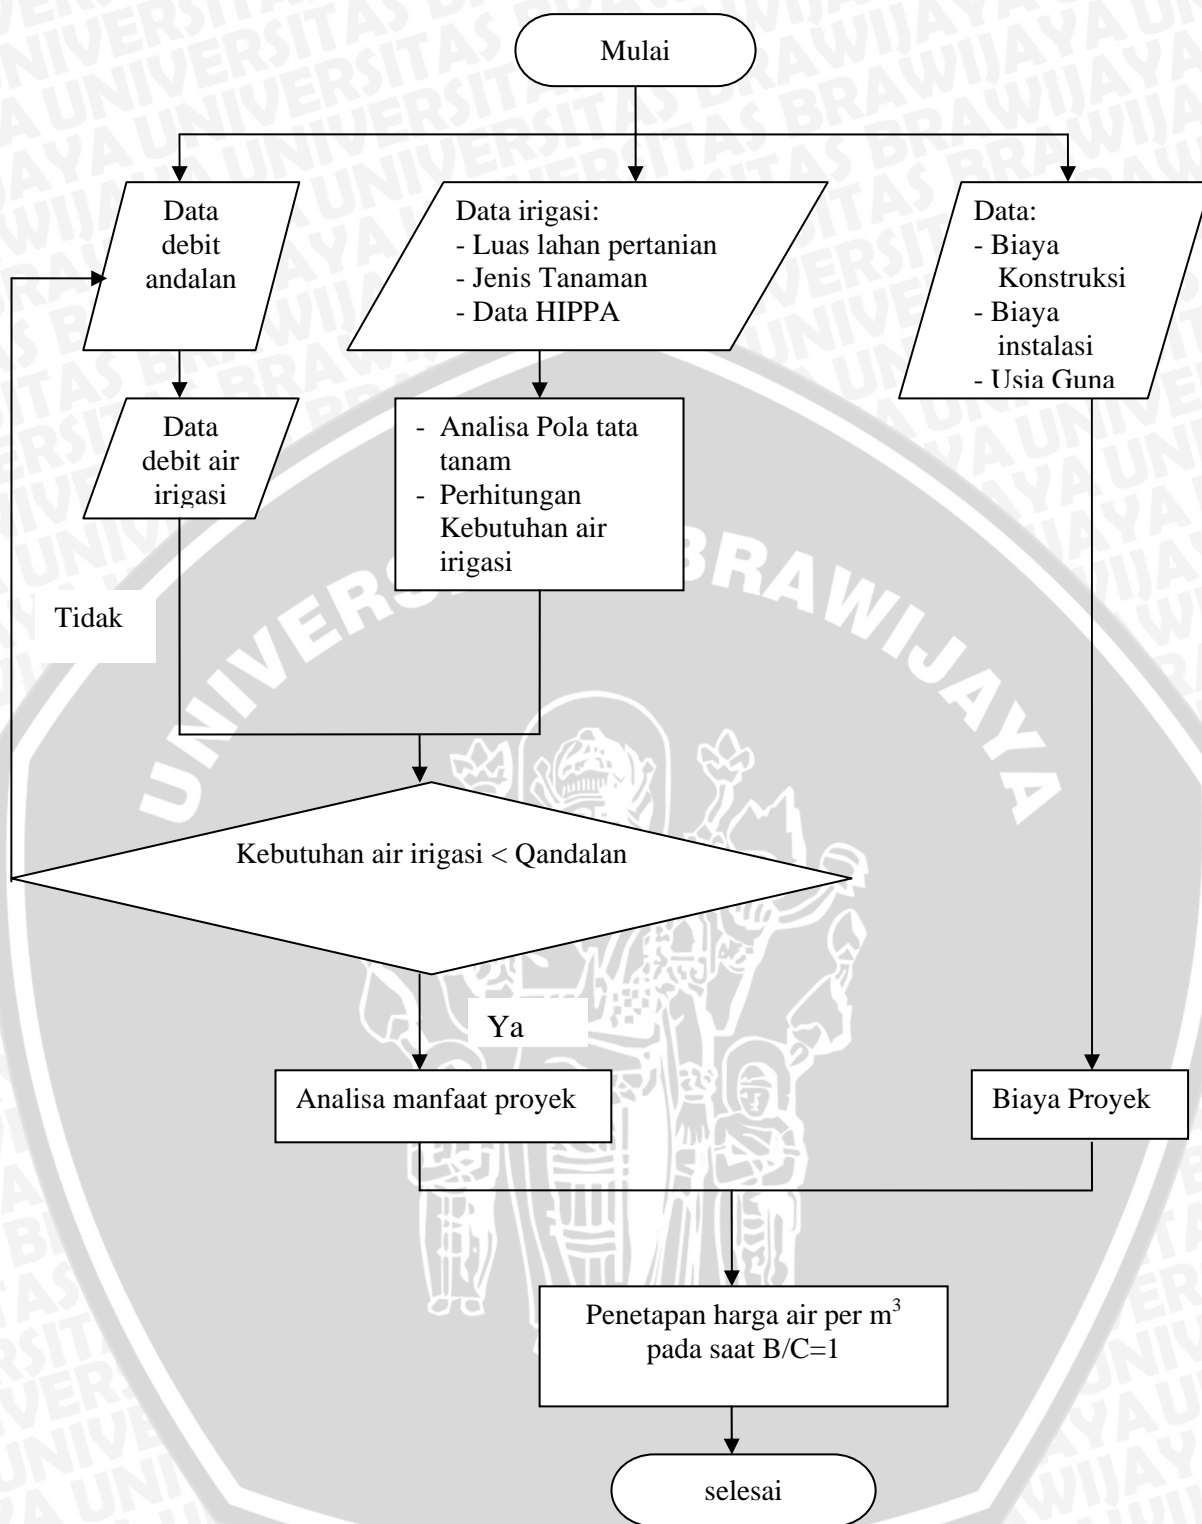 Mulai
Data
debit
andalan
Data irigasi:
- Luas lahan pertanian
- Jenis Tanaman
- Data HIPPA
Data:
- Biaya
Konstruksi
- Biaya
instalasi
- Usia Guna
Data
debit air
irigasi
- Analisa Pola tata
tanam
- Perhitungan
Kebutuhan air
irigasi
Tidak
Kebutuhan air irigasi < Qandalan
Ya
Analisa manfaat proyek
Biaya Proyek
Penetapan harga air per m³
pada saat B/C=1
selesai
UNIVERSITAS BRAWIJAYA